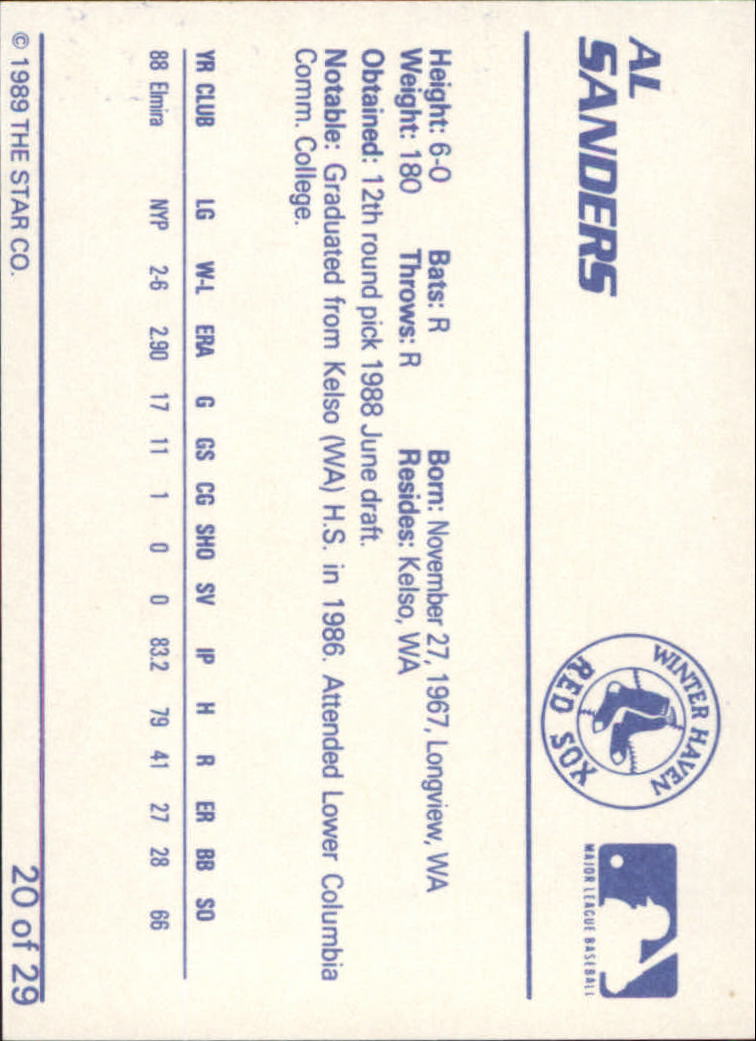 AL
SANDERS
WINTER HAVEN
RED SOX
MAJOR LEAGUE BASEBALL
Height: 6-0 Bats: R Born: November 27, 1967, Longview, WA
Weight: 180 Throws: R Resides: Kelso, WA
Obtained: 12th round pick 1988 June draft.
Notable: Graduated from Kelso (WA) H.S. in 1986. Attended Lower Columbia
Comm. College.
YR CLUB LG W-L ERA G GS CG SHO SV IP H R ER BB SO
88 Elmira NYP 2-6 2.90 17 11 1 0 0 83.2 79 41 27 28 66
© 1989 THE STAR CO.
20 of 29